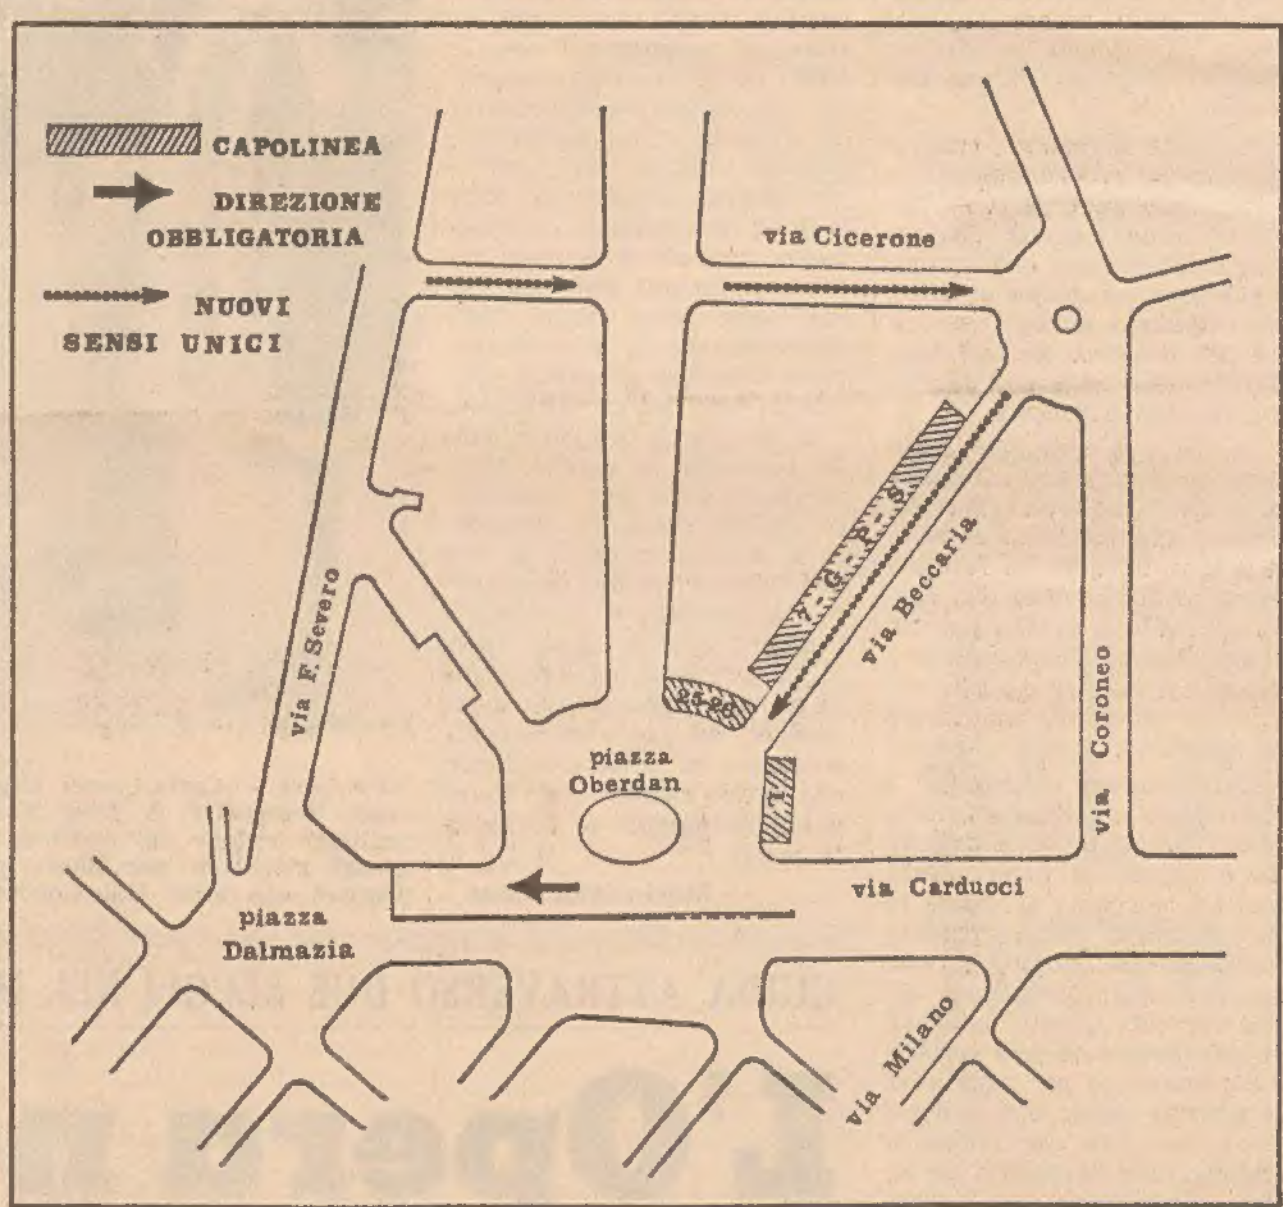 CAPOLINEA
DIREZIONE
OBBLIGATORIA
NUOVI
SENSI UNICI
via Cicerone
7 - G - P - S
via Beccaria
via F. Severo
via Coroneo
piazza
Oberdan
via Carducci
piazza
Dalmazia
via Milano